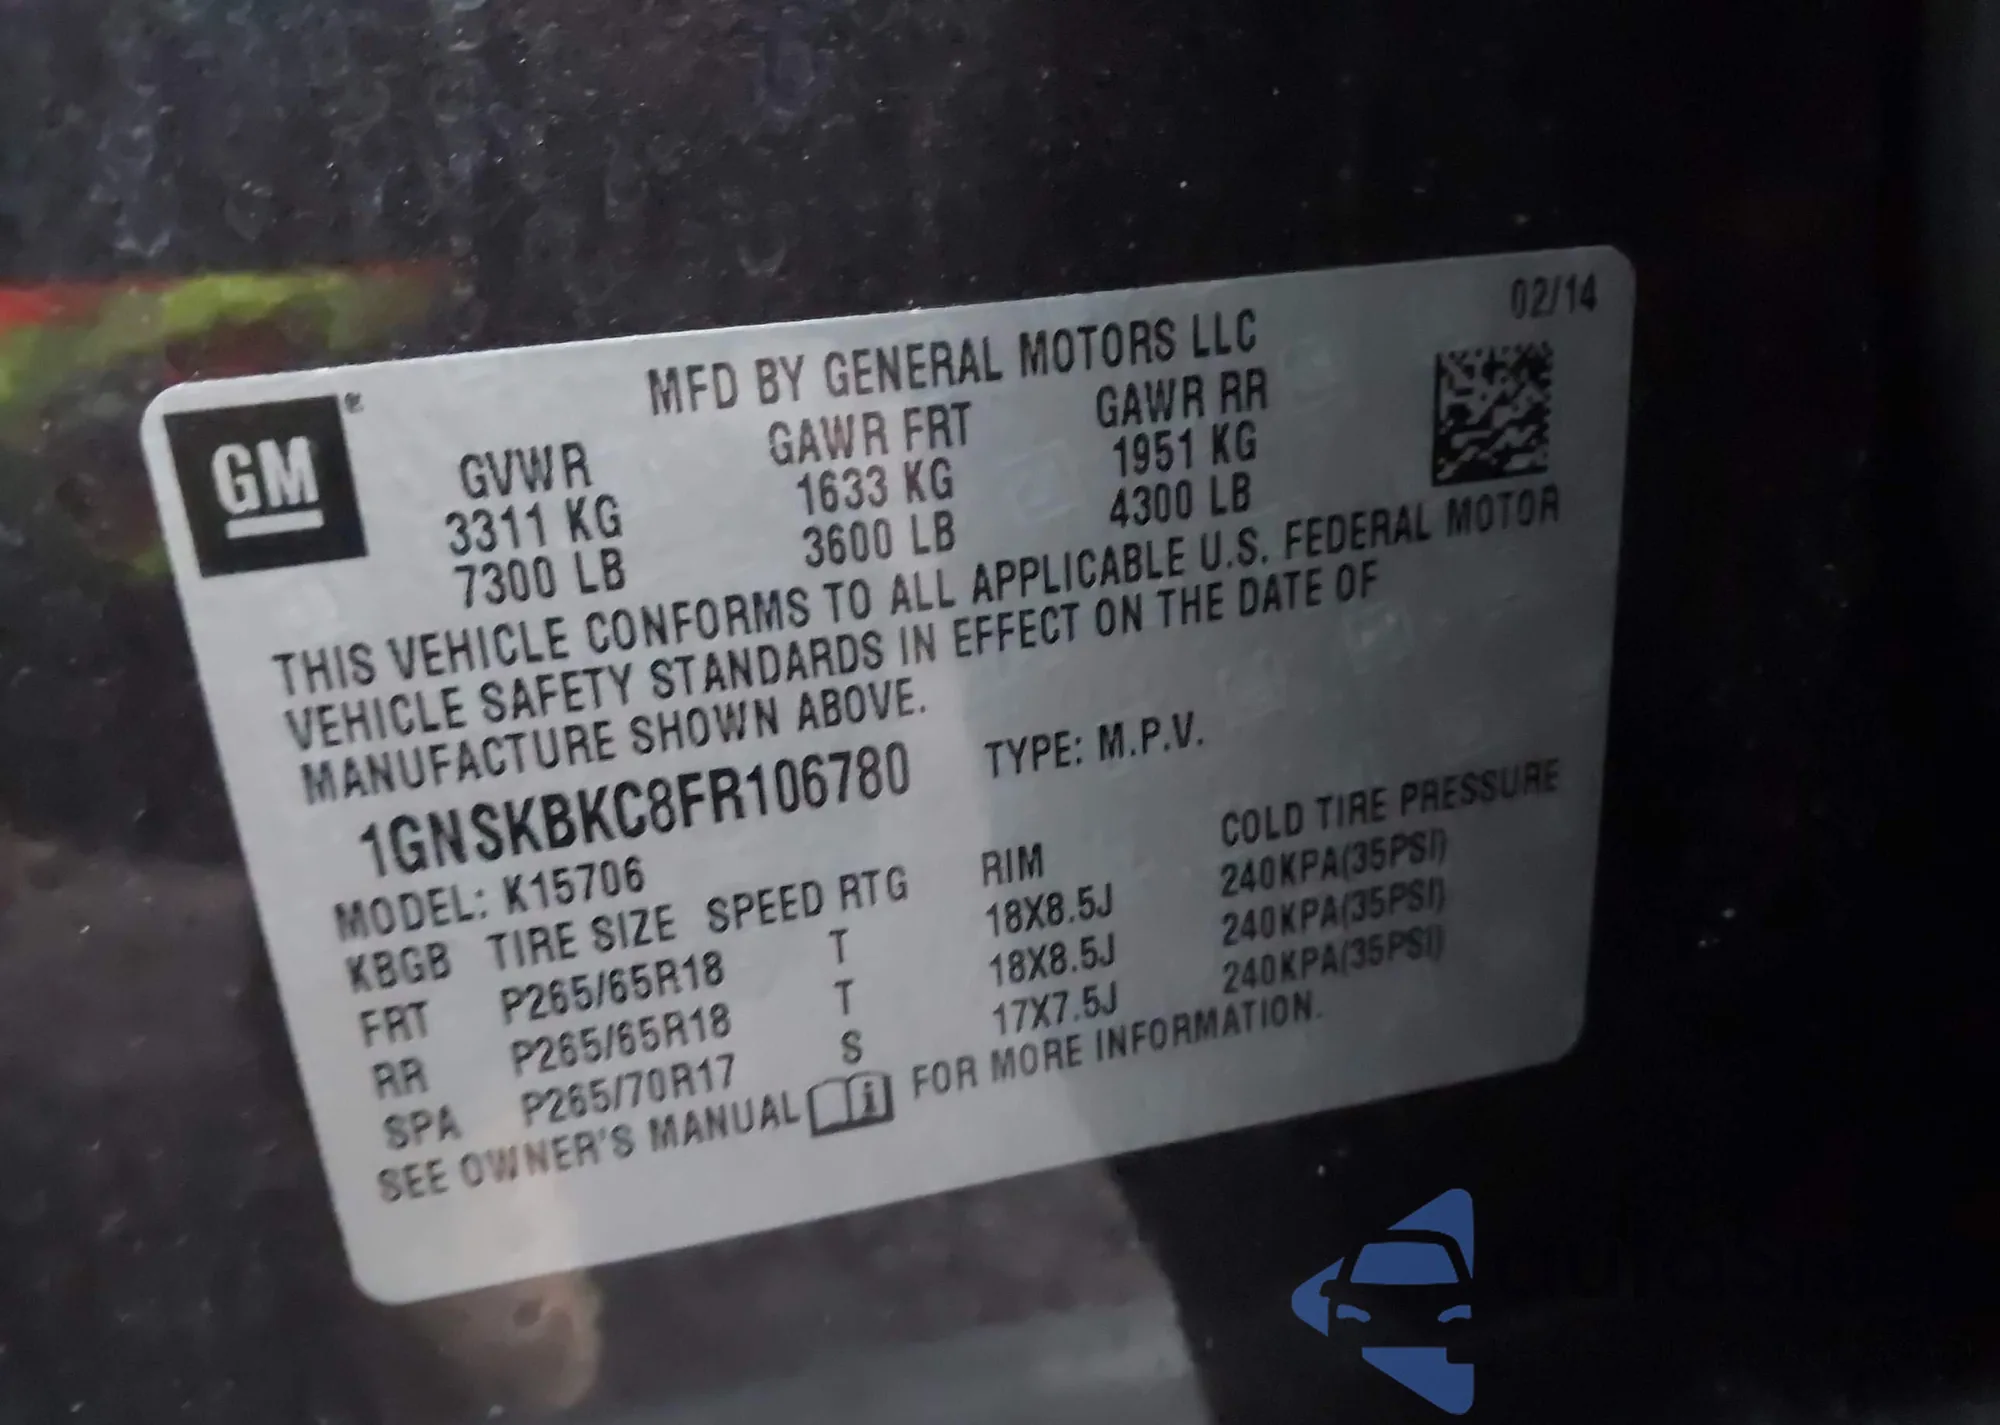 02/14
MFD BY GENERAL MOTORS LLC
GM®
GVWR GAWR FRT GAWR RR
3311 KG 1633 KG 1951 KG
7300 LB 3600 LB 4300 LB
THIS VEHICLE CONFORMS TO ALL APPLICABLE U.S. FEDERAL MOTOR
VEHICLE SAFETY STANDARDS IN EFFECT ON THE DATE OF
MANUFACTURE SHOWN ABOVE.
1GNSKBKC8FR106780 TYPE: M.P.V.
MODEL: K15706
KBGB TIRE SIZE SPEED RTG RIM COLD TIRE PRESSURE
FRT P265/65R18 T 18X8.5J 240KPA(35PSI)
RR P265/65R18 T 18X8.5J 240KPA(35PSI)
SPA P265/70R17 S 17X7.5J 240KPA(35PSI)
SEE OWNER'S MANUAL FOR MORE INFORMATION.